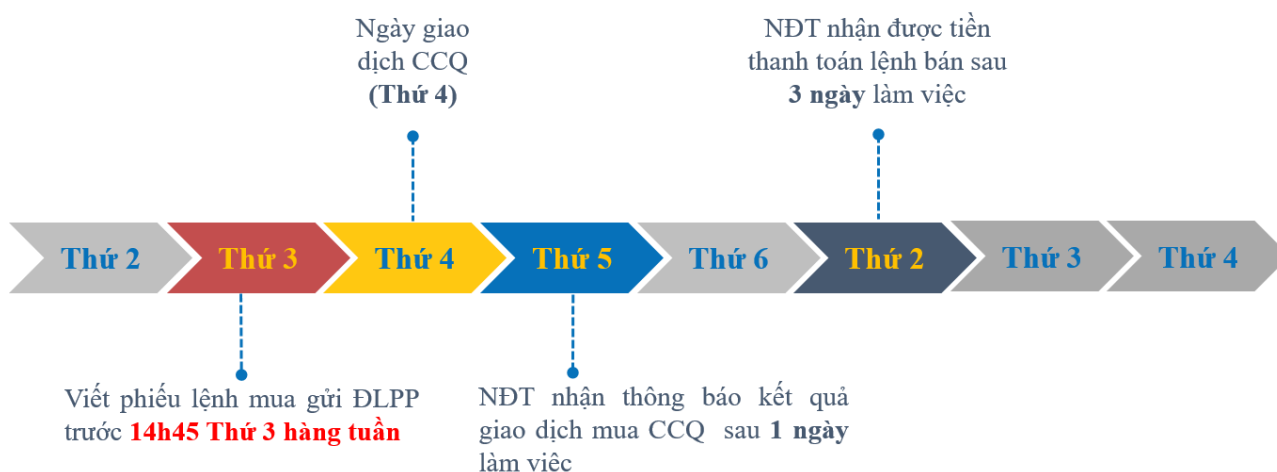 Ngày giao
dịch CCQ
(Thứ 4)
NĐT nhận được tiền
thanh toán lệnh bán sau
3 ngày làm việc
Thứ 2
Thứ 3
Thứ 4
Thứ 5
Thứ 6
Thứ 2
Thứ 3
Thứ 4
Viết phiếu lệnh mua gửi ĐLPP
trước 14h45 Thứ 3 hàng tuần
NĐT nhận thông báo kết quả
giao dịch mua CCQ sau 1 ngày
làm viêc